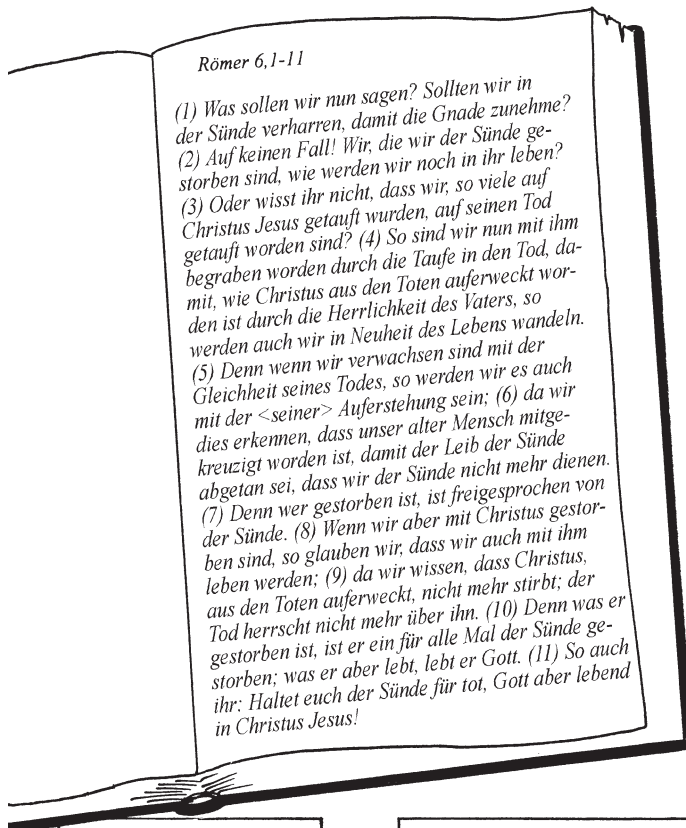 Römer 6,1-11
(1) Was sollen wir nun sagen? Sollten wir in
der Sünde verharren, damit die Gnade zunehme?
(2) Auf keinen Fall! Wir, die wir der Sünde ge-
storben sind, wie werden wir noch in ihr leben?
(3) Oder wisst ihr nicht, dass wir, so viele auf
Christus Jesus getauft wurden, auf seinen Tod
getauft worden sind? (4) So sind wir nun mit ihm
begraben worden durch die Taufe in den Tod, da-
mit, wie Christus aus den Toten auferweckt wor-
den ist durch die Herrlichkeit des Vaters, so
werden auch wir in Neuheit des Lebens wandeln.
(5) Denn wenn wir verwachsen sind mit der
Gleichheit seines Todes, so werden wir es auch
mit der <seiner> Auferstehung sein; (6) da wir
dies erkennen, dass unser alter Mensch mitge-
kreuzigt worden ist, damit der Leib der Sünde
abgetan sei, dass wir der Sünde nicht mehr dienen.
(7) Denn wer gestorben ist, ist freigesprochen von
der Sünde. (8) Wenn wir aber mit Christus gestor-
ben sind, so glauben wir, dass wir auch mit ihm
leben werden; (9) da wir wissen, dass Christus,
aus den Toten auferweckt, nicht mehr stirbt; der
Tod herrscht nicht mehr über ihn. (10) Denn was er
gestorben ist, ist er ein für alle Mal der Sünde ge-
storben; was er aber lebt, lebt er Gott. (11) So auch
ihr: Haltet euch der Sünde für tot, Gott aber lebend
in Christus Jesus!